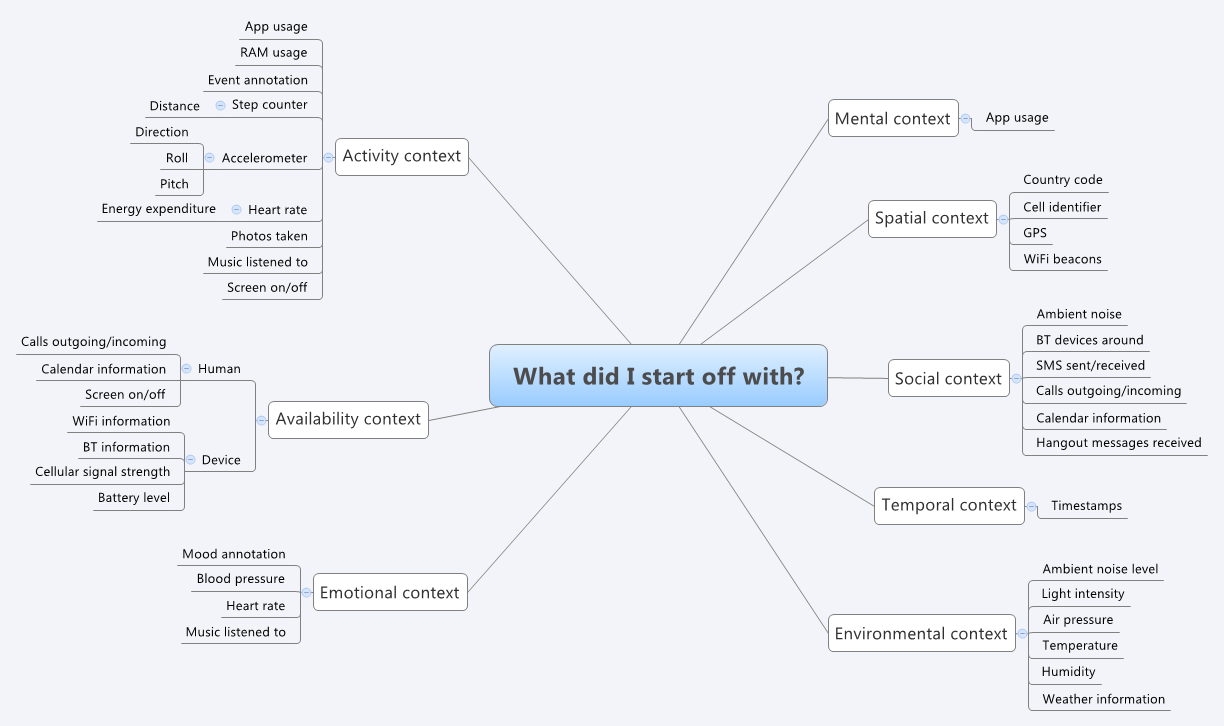 What did I start off with?
Activity context
App usage
RAM usage
Event annotation
Step counter
Distance
Accelerometer
Direction
Roll
Pitch
Heart rate
Energy expenditure
Photos taken
Music listened to
Screen on/off
Availability context
Human
Calls outgoing/incoming
Calendar information
Screen on/off
Device
WiFi information
BT information
Cellular signal strength
Battery level
Emotional context
Mood annotation
Blood pressure
Heart rate
Music listened to
Mental context
App usage
Spatial context
Country code
Cell identifier
GPS
WiFi beacons
Social context
Ambient noise
BT devices around
SMS sent/received
Calls outgoing/incoming
Calendar information
Hangout messages received
Temporal context
Timestamps
Environmental context
Ambient noise level
Light intensity
Air pressure
Temperature
Humidity
Weather information